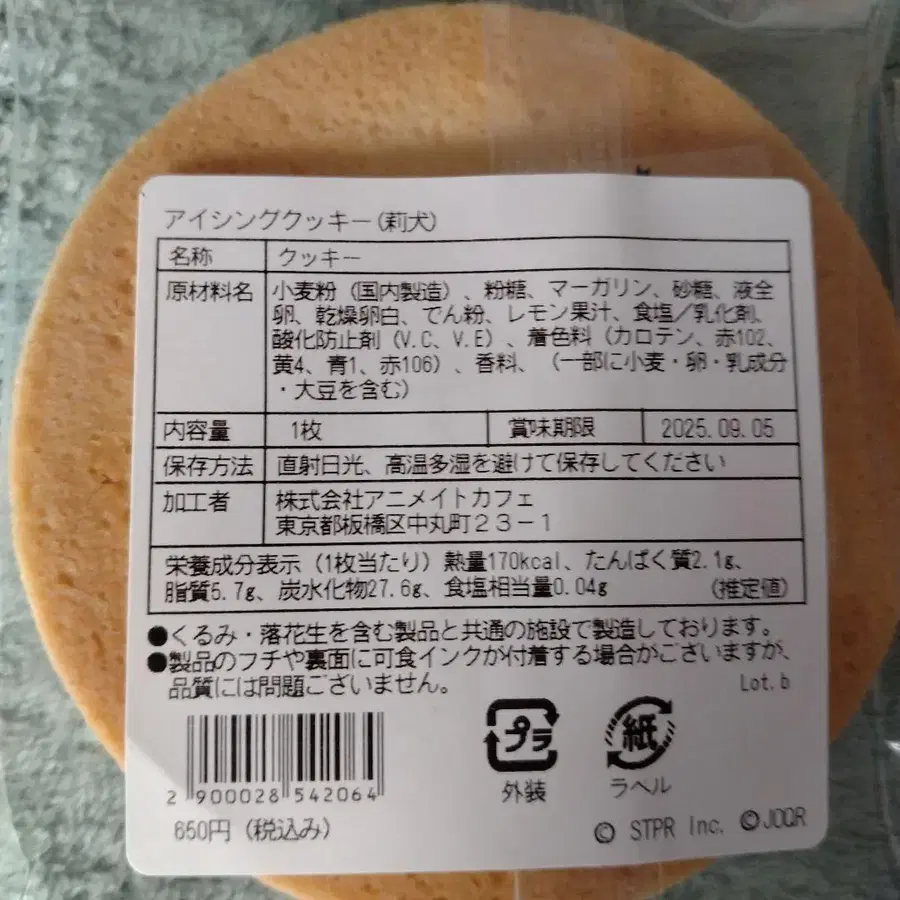 アイシングクッキー(莉犬)
名称 クッキー
原材料名 小麦粉（国内製造）、粉糖、マーガリン、砂糖、液全
卵、乾燥卵白、でん粉、レモン果汁、食塩／乳化剤、
酸化防止剤（V.C、V.E）、着色料（カロテン、赤102、
黄4、青1、赤106）、香料、（一部に小麦・卵・乳成分
・大豆を含む）
内容量 1枚 賞味期限 2025.09.05
保存方法 直射日光、高温多湿を避けて保存してください
加工者 株式会社アニメイトカフェ
東京都板橋区中丸町２３－１
栄養成分表示（1枚当たり）熱量170kcal、たんぱく質2.1g、
脂質5.7g、炭水化物27.6g、食塩相当量0.04g （推定値）
●くるみ・落花生を含む製品と共通の施設で製造しております。
●製品のフチや裏面に可食インクが付着する場合がございますが、
品質には問題ございません。
Lot.b
プラ 紙
外装 ラベル
2 900028 542064
650円（税込み）
© STPR Inc. ©JOQR